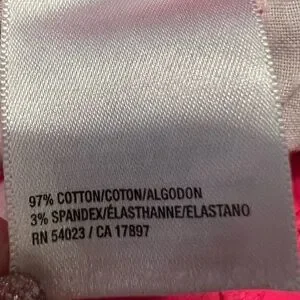 97% COTTON/COTON/ALGODON
3% SPANDEX/ÉLASTHANNE/ELASTANO
RN 54023 / CA 17897